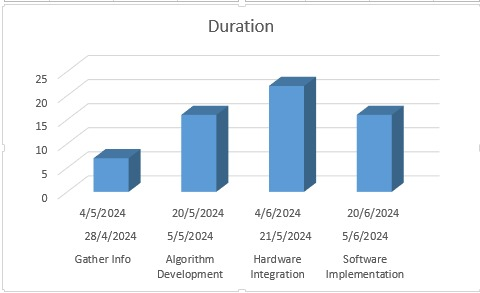 Duration
25
20
15
10
5
0
4/5/2024 20/5/2024 4/6/2024 20/6/2024
28/4/2024 5/5/2024 21/5/2024 5/6/2024
Gather Info Algorithm Hardware Software
Development Integration Implementation